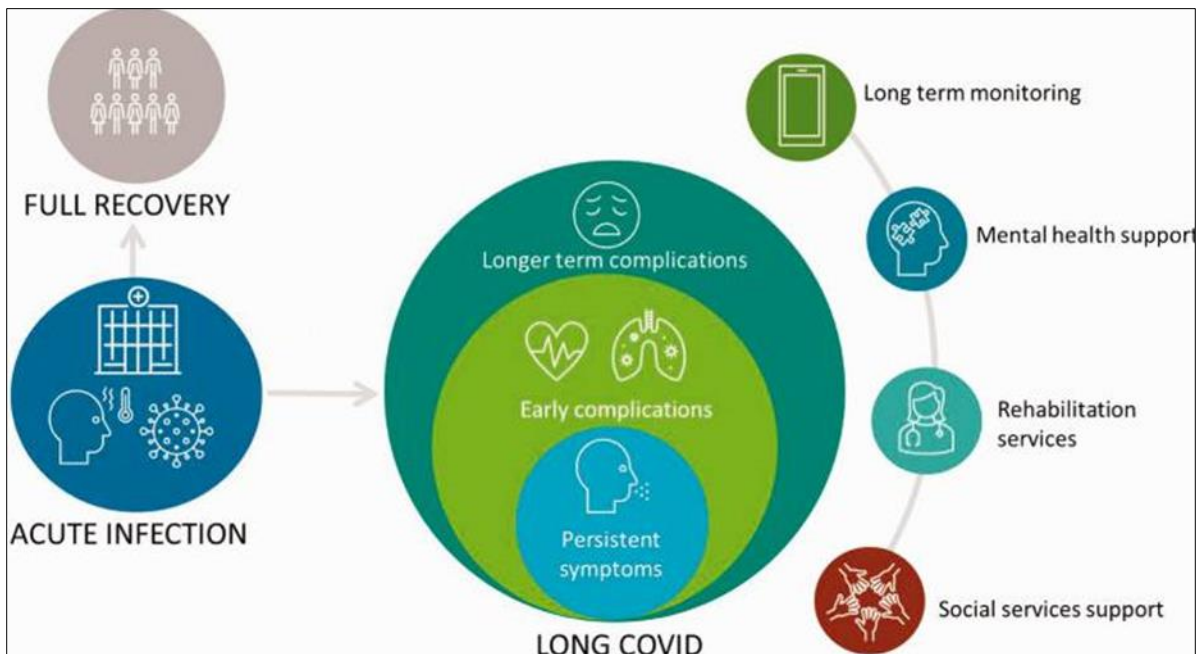 FULL RECOVERY
ACUTE INFECTION
Longer term complications
Early complications
Persistent
symptoms
LONG COVID
Long term monitoring
Mental health support
Rehabilitation
services
Social services support